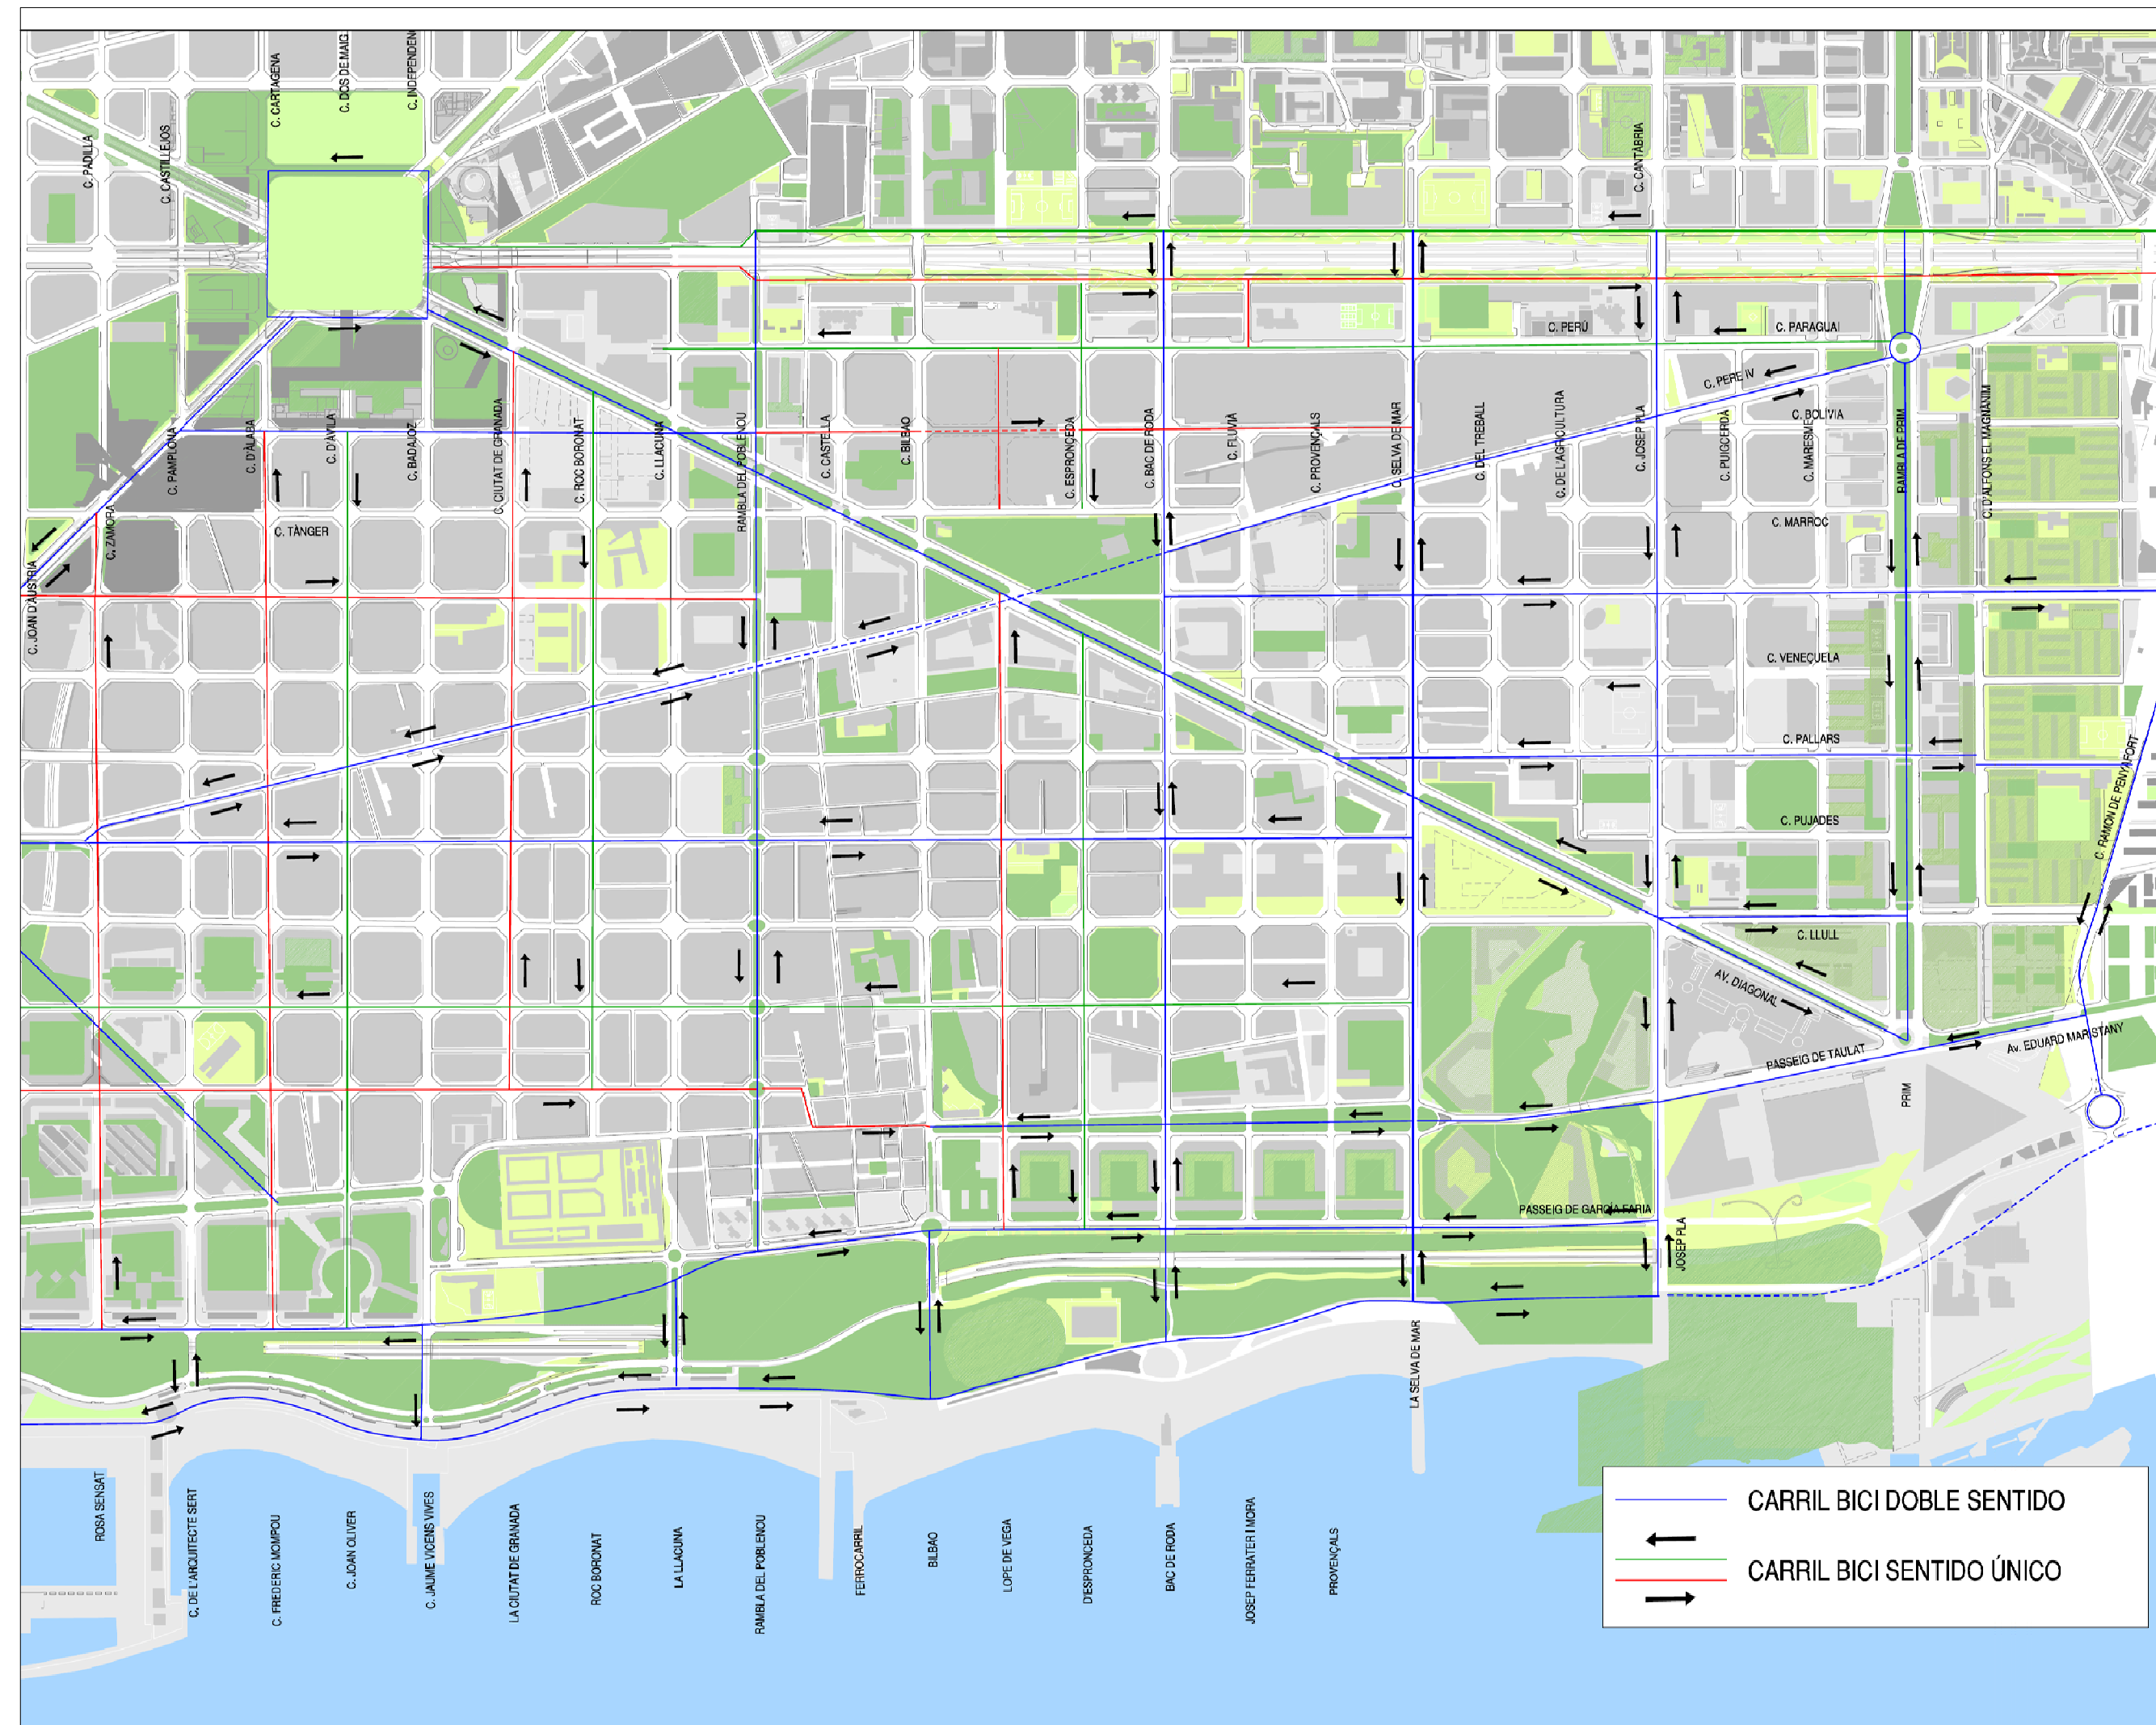 C. CARTAGENA
C. DOS DE MAIG
C. INDEPENDEN
C. PADILLA
C. CASTILLEJOS
C. CANTÀBRIA
C. PERÚ
C. PARAGUAI
C. PERE IV
C. BOLÍVIA
C. PAMPLONA
C. D'ÀLABA
C. D'ÀVILA
C. BADAJOZ
C. CIUTAT DE GRANADA
C. ROC BORONAT
C. LLACUNA
RAMBLA DEL POBLENOU
C. CASTELLA
C. BILBAO
C. ESPRONÇEDA
C. BAC DE RODA
C. FLUVIÀ
C. PROVENÇALS
C. SELVA DE MAR
C. DEL TREBALL
C. DE L'AGRICULTURA
C. JOSEP PLA
C. PUIGCERDÀ
C. MARESME
RAMBLA DE PRIM
C. D'ALFONS EL MAGNÀNIM
C. ZAMORA
C. TÀNGER
C. MARROC
C. JOAN D'ÀUSTRIA
C. VENEÇUELA
C. PALLARS
C. PUJADES
C. RAMON DE PENYAFORT
C. LLULL
AV. DIAGONAL
PASSEIG DE TAULAT
Av. EDUARD MARISTANY
PRIM
PASSEIG DE GARCIA FARIA
JOSEP PLA
LA SELVA DE MAR
ROSA SENSAT
C. DE L'ARQUITECTE SERT
C. FREDERIC MOMPOU
C. JOAN OLIVER
C. JAUME VICENS VIVES
LA CIUTAT DE GRANADA
ROC BORONAT
LA LLACUNA
RAMBLA DEL POBLENOU
FERROCARRIL
BILBAO
LOPE DE VEGA
D'ESPRONCEDA
BAC DE RODA
JOSEP FERRATER I MORA
PROVENÇALS
CARRIL BICI DOBLE SENTIDO
CARRIL BICI SENTIDO ÚNICO